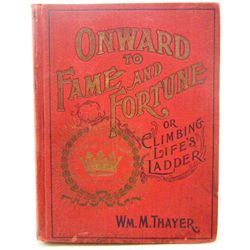 ONWARD
TO
FAME AND
FORTUNE
OR
CLIMBING
LIFE'S
LADDER.
WM. M. THAYER